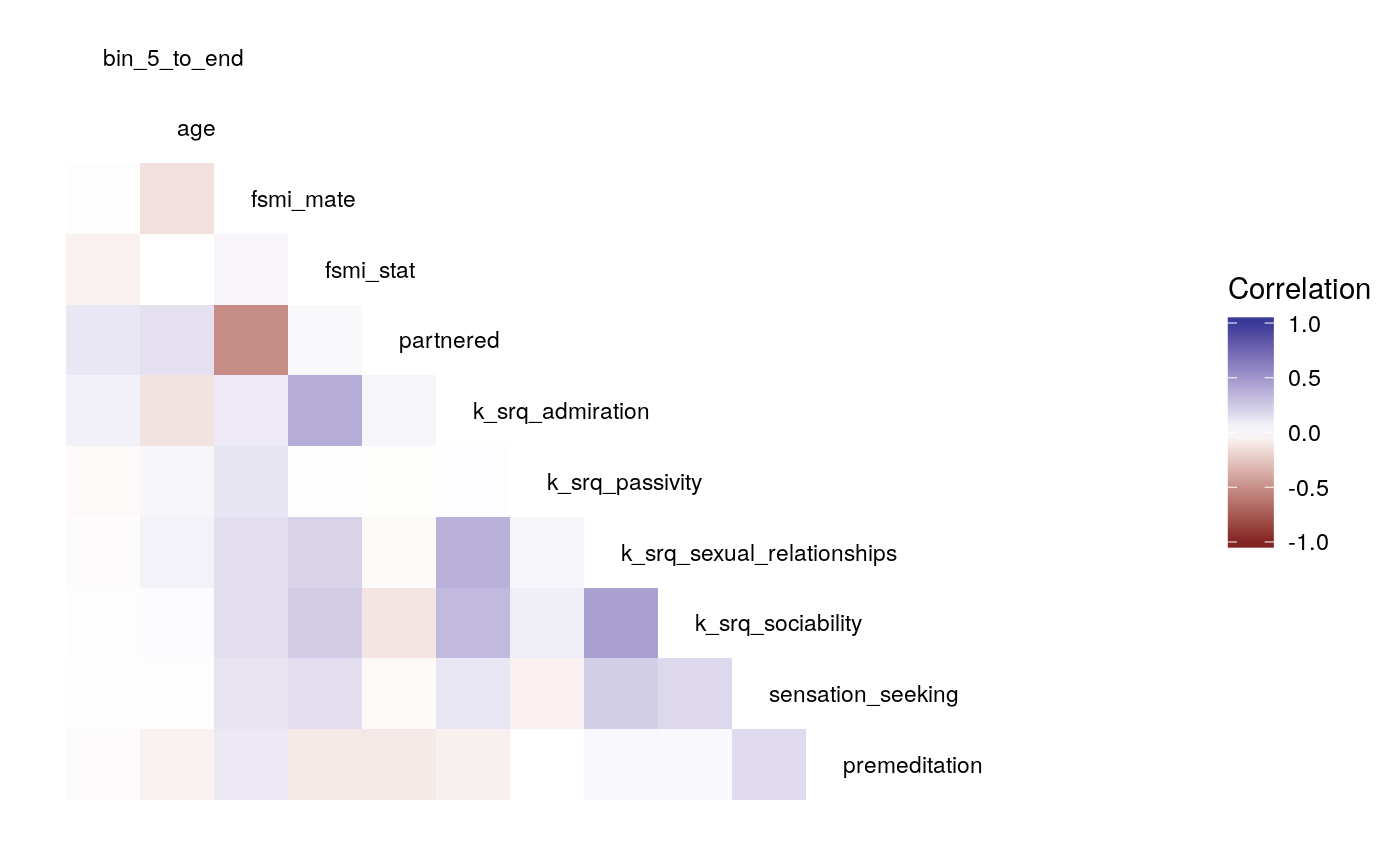 bin_5_to_end
age
fsmi_mate
fsmi_stat
partnered
k_srq_admiration
k_srq_passivity
k_srq_sexual_relationships
k_srq_sociability
sensation_seeking
premeditation
Correlation
1.0
0.5
0.0
-0.5
-1.0